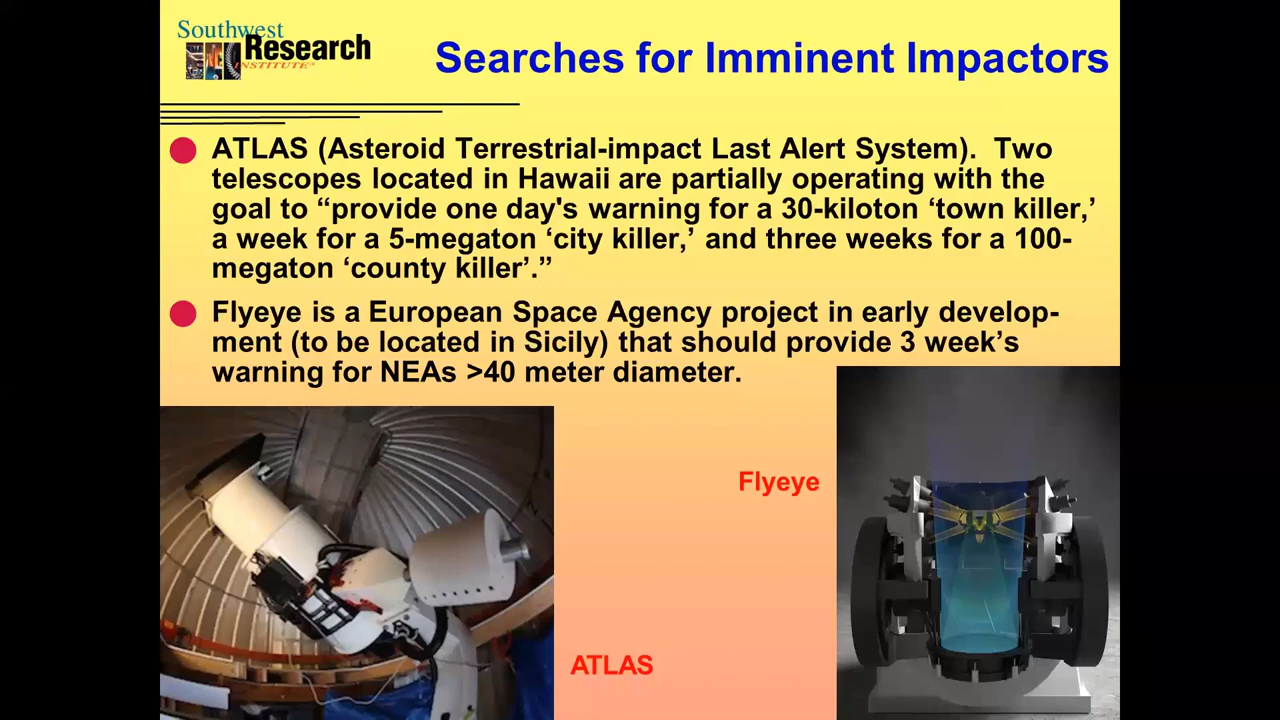 Southwest
Research
INSTITUTE™
Searches for Imminent Impactors
ATLAS (Asteroid Terrestrial-impact Last Alert System). Two
telescopes located in Hawaii are partially operating with the
goal to “provide one day's warning for a 30-kiloton ‘town killer,’
a week for a 5-megaton ‘city killer,’ and three weeks for a 100-
megaton ‘county killer’.”
Flyeye is a European Space Agency project in early develop-
ment (to be located in Sicily) that should provide 3 week’s
warning for NEAs >40 meter diameter.
Flyeye
ATLAS